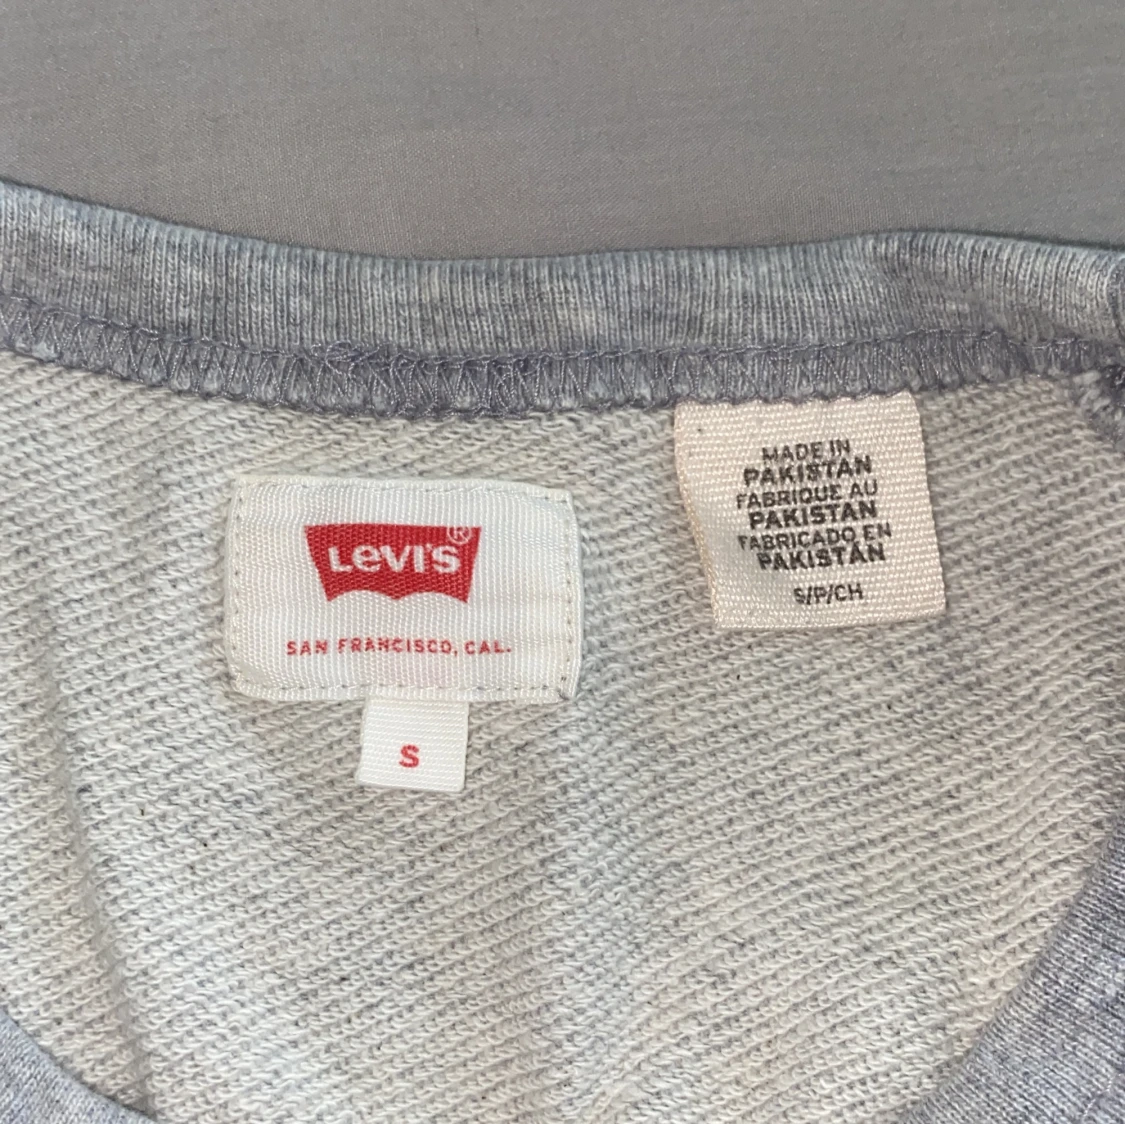 LEVI'S®
SAN FRANCISCO, CAL.
S
MADE IN
PAKISTAN
FABRIQUE AU
PAKISTAN
FABRICADO EN
PAKISTÁN
S/P/CH